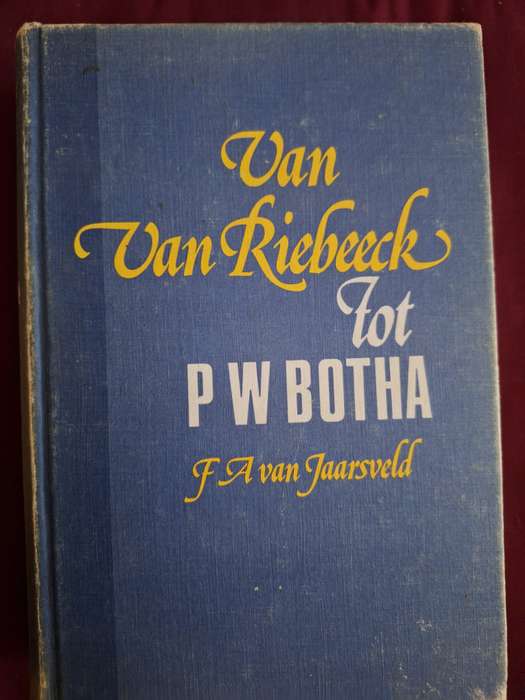 Van
Van Riebeeck
tot
P W BOTHA
F A van Jaarsveld